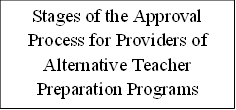 Stages of the Approval
Process for Providers of
Alternative Teacher
Preparation Programs